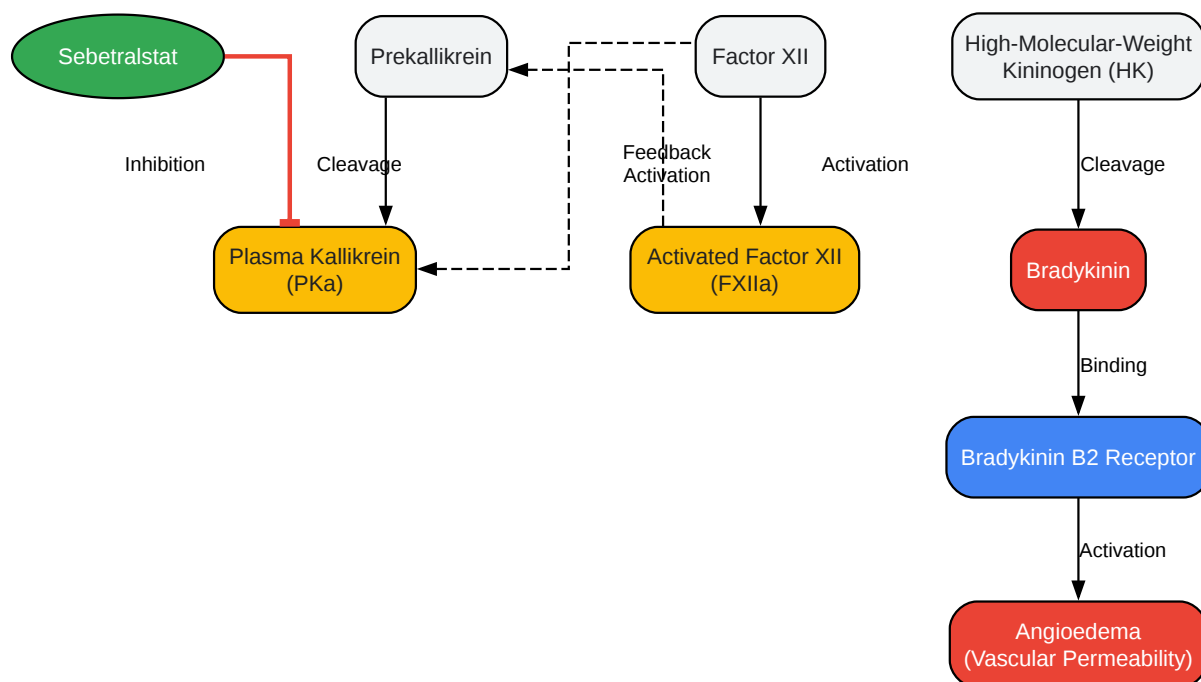 Sebetralstat
Prekallikrein
Factor XII
High-Molecular-Weight
Kininogen (HK)
Inhibition
Cleavage
Feedback
Activation
Activation
Cleavage
Plasma Kallikrein
(PKa)
Activated Factor XII
(FXIIa)
Bradykinin
Binding
Bradykinin B2 Receptor
Activation
Angioedema
(Vascular Permeability)